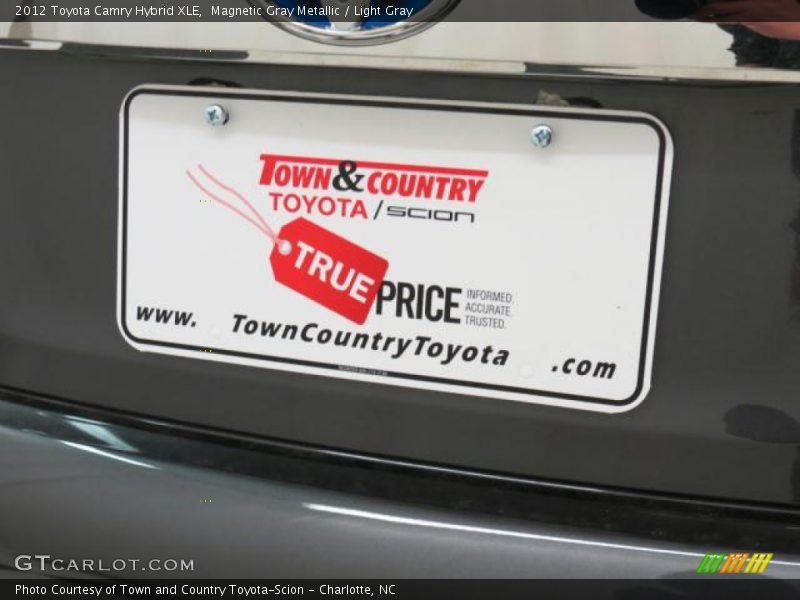 2012 Toyota Camry Hybrid XLE,  Magnetic Gray Metallic / Light Gray
TOWN & COUNTRY
TOYOTA / SCION
TRUE PRICE
INFORMED.
ACCURATE.
TRUSTED.
www. TownCountryToyota .com
GTCARLOT.COM
Photo Courtesy of Town and Country Toyota-Scion - Charlotte, NC